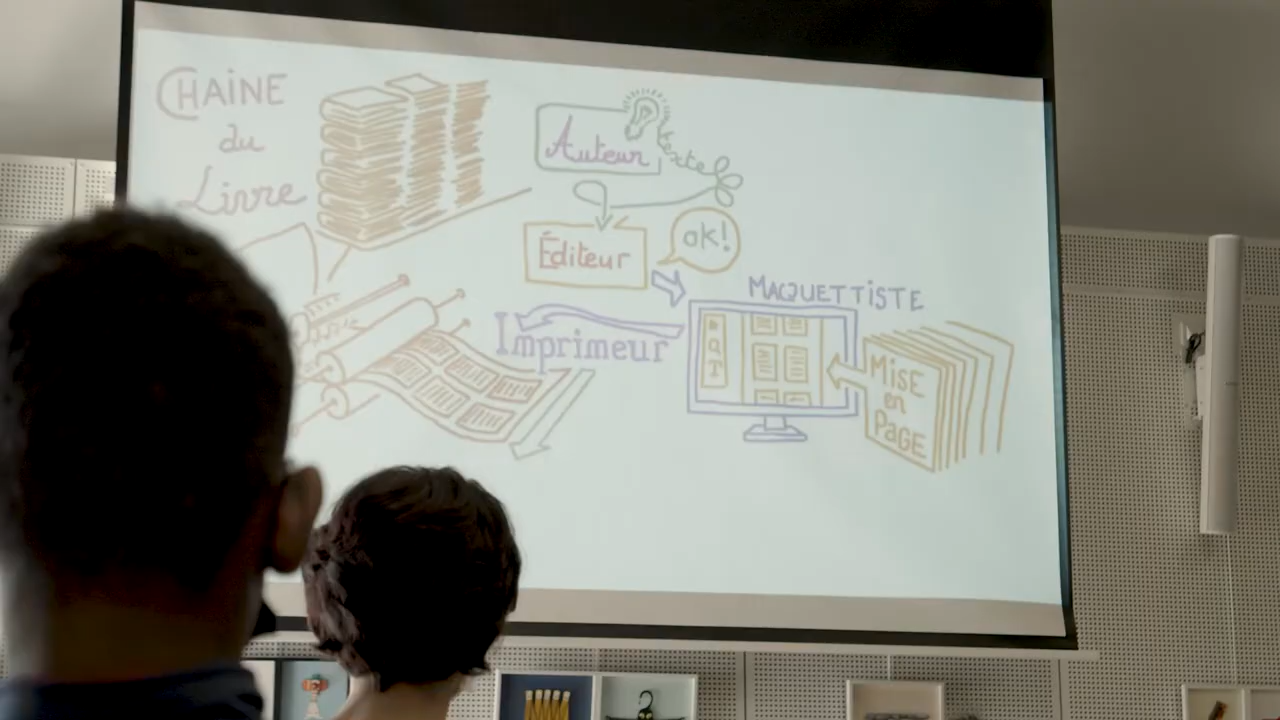 CHAiNE
du
Livre
Auteur
texte
Éditeur
ok!
MAQUETTiSTE
Imprimeur
T
MiSE
en
PaGE